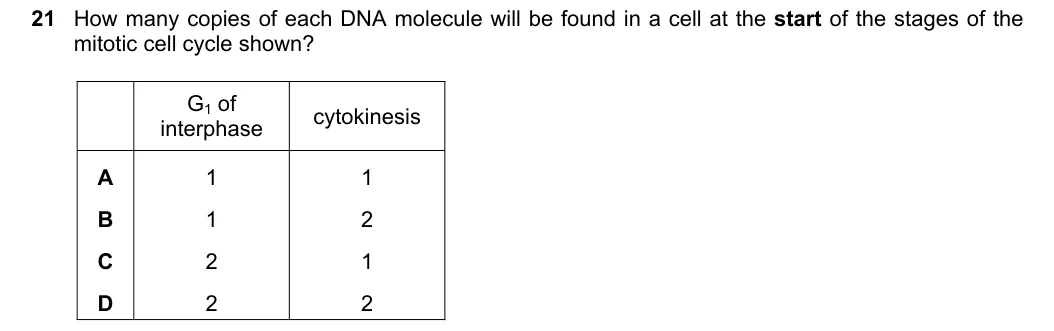 21 How many copies of each DNA molecule will be found in a cell at the start of the stages of the
mitotic cell cycle shown?
G1 of
interphase
cytokinesis
A 1 1
B 1 2
C 2 1
D 2 2